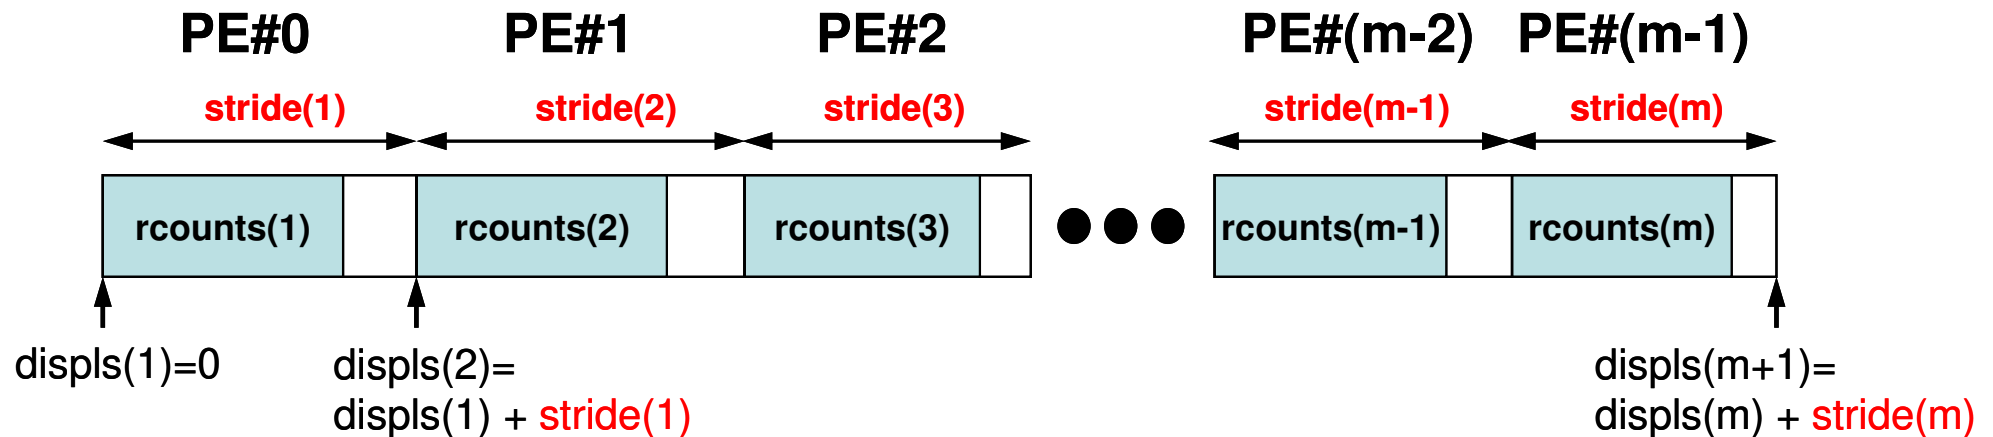 PE#0 PE#1 PE#2 PE#(m-2) PE#(m-1)
stride(1) stride(2) stride(3) stride(m-1) stride(m)
rcounts(1) rcounts(2) rcounts(3) rcounts(m-1) rcounts(m)
displs(1)=0 displs(2)= displs(m+1)=
displs(1) + stride(1) displs(m) + stride(m)